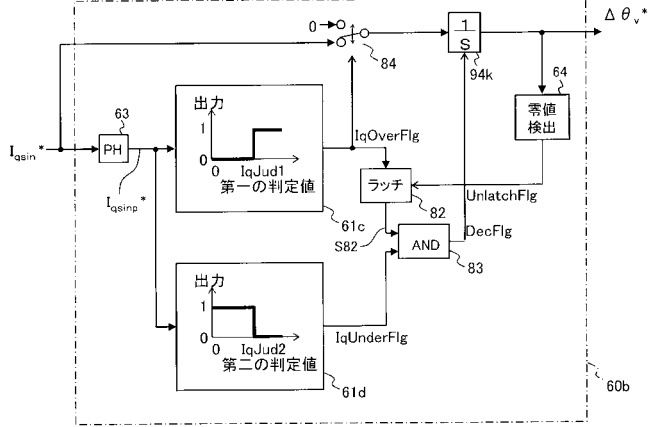 Δθv*
0
84
1
S
94k
64
零値
検出
63
出力
1
0
0 IqJud1
第一の判定値
61c
IqOverFlg
Iqsin*
PH
Iqsinp*
ラッチ
82
UnlatchFlg
S82
AND
83
DecFlg
出力
1
0
0 IqJud2
第二の判定値
61d
IqUnderFlg
60b